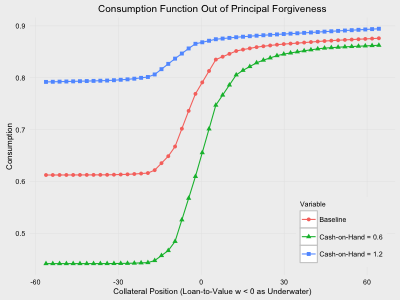 Consumption Function Out of Principal Forgiveness
0.9
0.8
0.7
0.6
0.5
Consumption
Variable
Baseline
Cash-on-Hand = 0.6
Cash-on-Hand = 1.2
-60
-30
0
30
60
Collateral Position (Loan-to-Value w < 0 as Underwater)